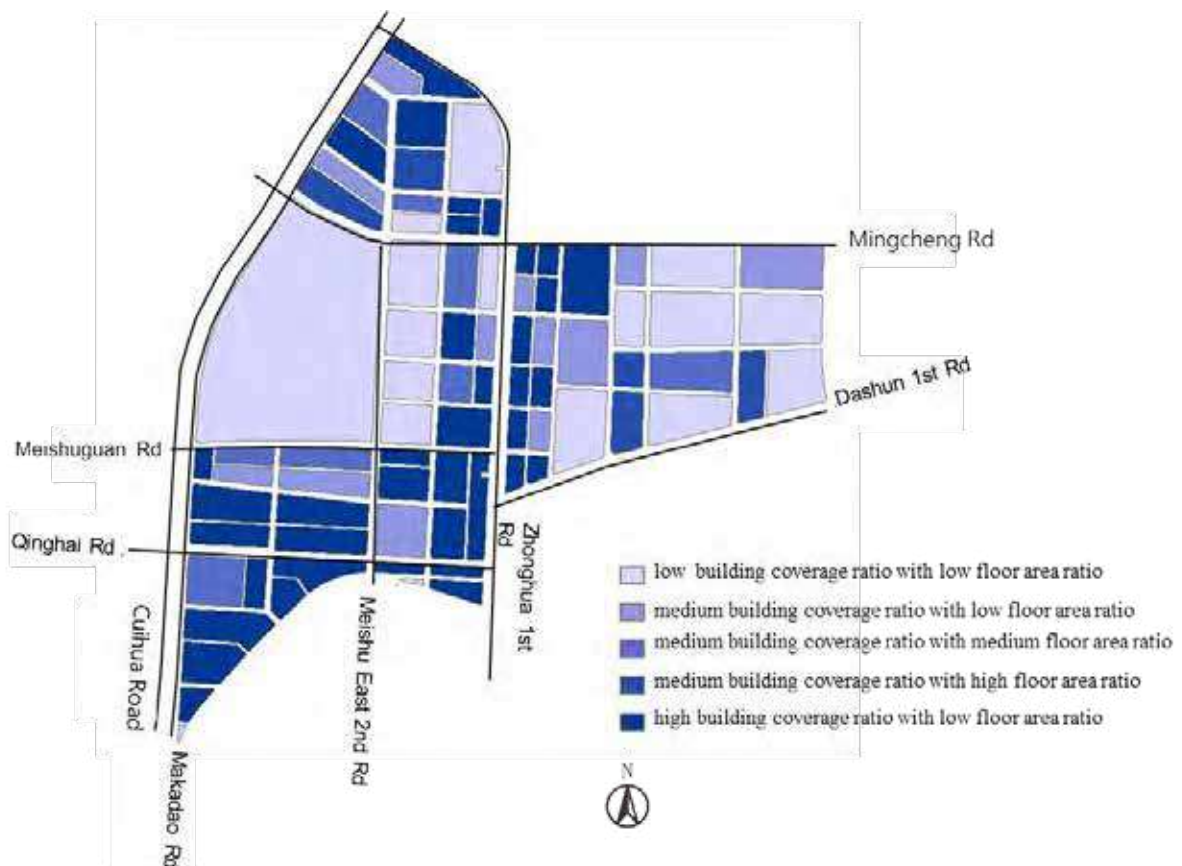 Mingcheng Rd
Dashun 1st Rd
Meishuguan Rd
Qinghai Rd
Zhonghua 1st
Rd
Cuihua Road
Meishu East 2nd Rd
Makadao Rd
low building coverage ratio with low floor area ratio
medium building coverage ratio with low floor area ratio
medium building coverage ratio with medium floor area ratio
medium building coverage ratio with high floor area ratio
high building coverage ratio with low floor area ratio
N